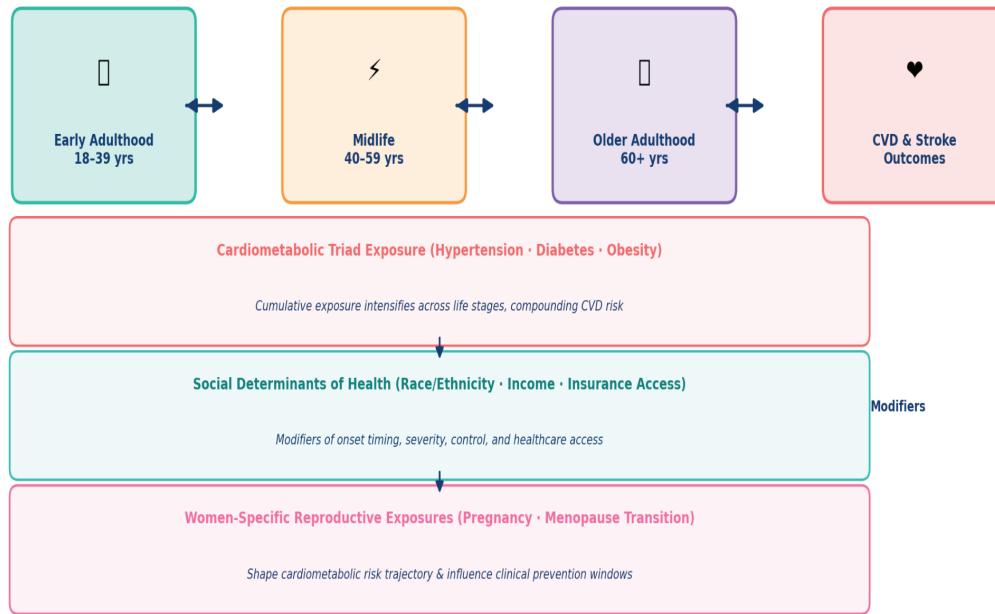 Early Adulthood
18–39 yrs
Midlife
40–59 yrs
Older Adulthood
60+ yrs
CVD & Stroke
Outcomes
Cardiometabolic Triad Exposure (Hypertension · Diabetes · Obesity)
Cumulative exposure intensifies across life stages, compounding CVD risk
Social Determinants of Health (Race/Ethnicity · Income · Insurance Access)
Modifiers
Modifiers of onset timing, severity, control, and healthcare access
Women-Specific Reproductive Exposures (Pregnancy · Menopause Transition)
Shape cardiometabolic risk trajectory & influence clinical prevention windows